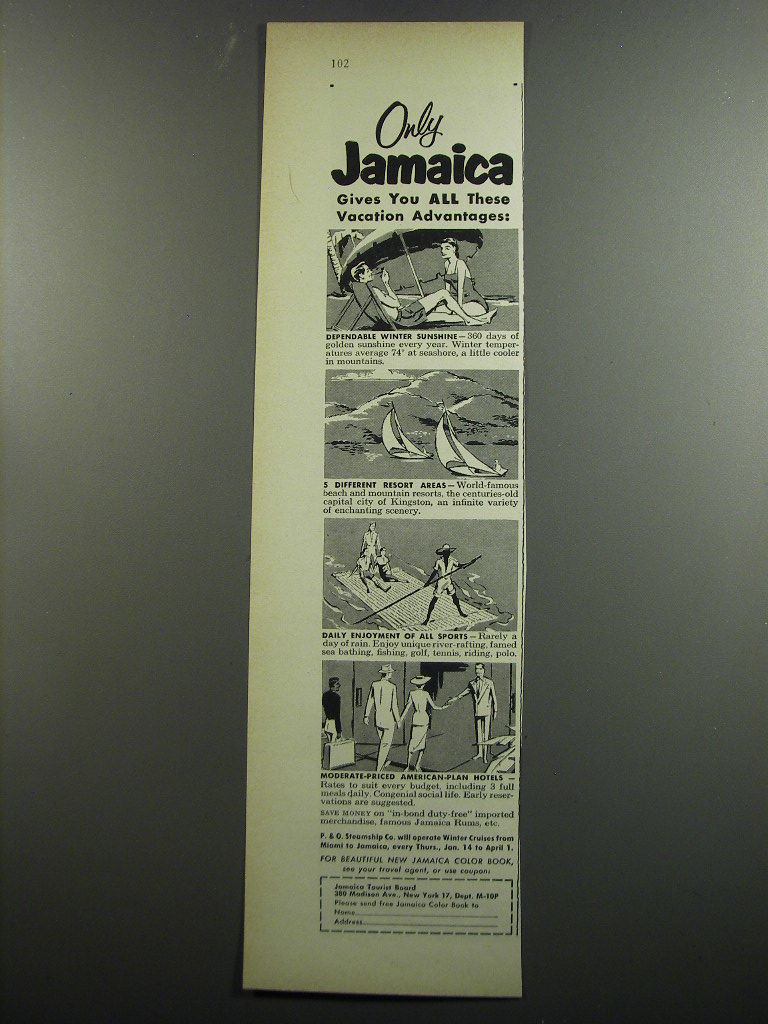 102
Only
Jamaica
Gives You ALL These
Vacation Advantages:
DEPENDABLE WINTER SUNSHINE—360 days of
golden sunshine every year. Winter temper-
atures average 74° at seashore, a little cooler
in mountains.
5 DIFFERENT RESORT AREAS—World-famous
beach and mountain resorts, the centuries-old
capital city of Kingston, an infinite variety
of enchanting scenery.
DAILY ENJOYMENT OF ALL SPORTS—Rarely a
day of rain. Enjoy unique river-rafting, famed
sea bathing, fishing, golf, tennis, riding, polo.
MODERATE-PRICED AMERICAN-PLAN HOTELS—
Rates to suit every budget, including 3 full
meals daily. Congenial social life. Early reser-
vations are suggested.
SAVE MONEY on "in-bond duty-free" imported
merchandise, famous Jamaica Rums, etc.
P. & O. Steamship Co. will operate Winter Cruises from
Miami to Jamaica, every Thurs., Jan. 14 to April 1.
FOR BEAUTIFUL NEW JAMAICA COLOR BOOK,
see your travel agent, or use coupon:
Jamaica Tourist Board
380 Madison Ave., New York 17, Dept. M-10P
Please send free Jamaica Color Book to
Name
Address